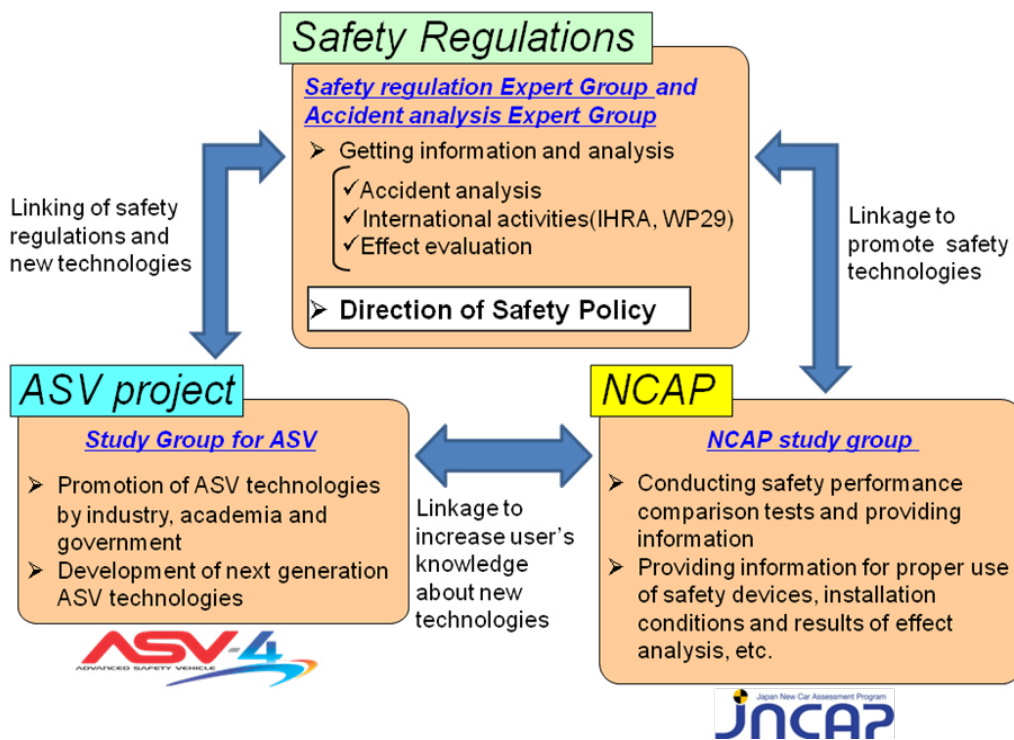 Safety Regulations
Safety regulation Expert Group and
Accident analysis Expert Group
➢ Getting information and analysis
✓Accident analysis
✓International activities(IHRA, WP29)
✓Effect evaluation
➢ Direction of Safety Policy
Linking of safety
regulations and
new technologies
Linkage to
promote safety
technologies
ASV project
Study Group for ASV
➢ Promotion of ASV technologies
by industry, academia and
government
➢ Development of next generation
ASV technologies
Linkage to
increase user's
knowledge
about new
technologies
NCAP
NCAP study group
➢ Conducting safety performance
comparison tests and providing
information
➢ Providing information for proper use
of safety devices, installation
conditions and results of effect
analysis, etc.
ASV-4
ADVANCED SAFETY VEHICLE
Japan New Car Assessment Program
JNCAP